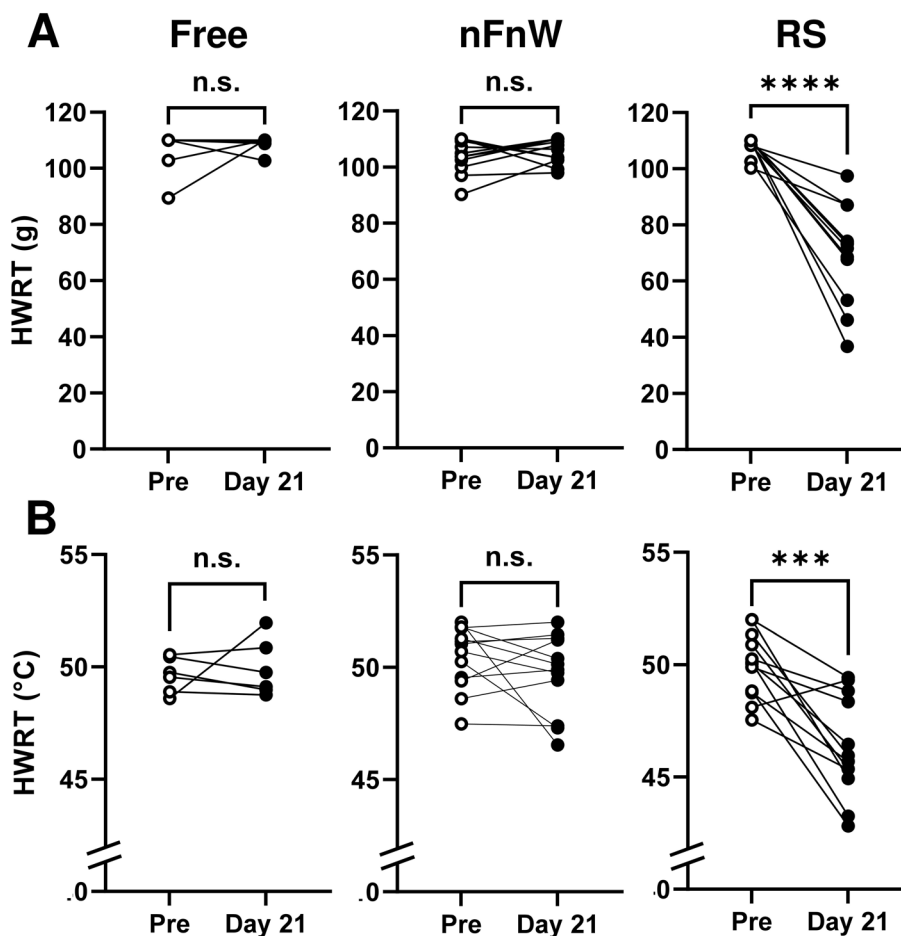 A Free nFnW RS
n.s. n.s. ****
120 120 120
100 100 100
80 80 80
60 60 60
40 40 40
20 20 20
0 0 0
HWRT (g)
Pre Day 21 Pre Day 21 Pre Day 21
B
n.s. n.s. ***
55 55 55
50 50 50
45 45 45
.0 .0 .0
HWRT (°C)
Pre Day 21 Pre Day 21 Pre Day 21